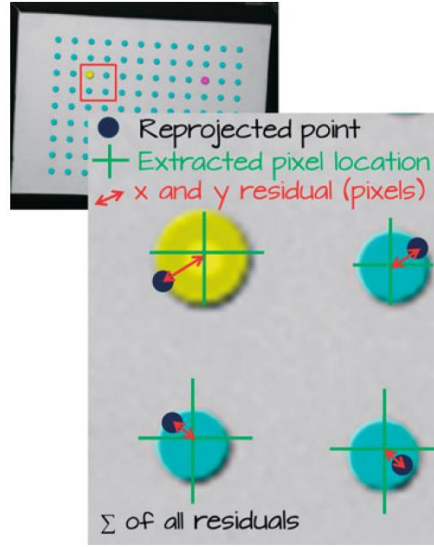 Reprojected point
Extracted pixel location
x and y residual (pixels)
∑ of all residuals